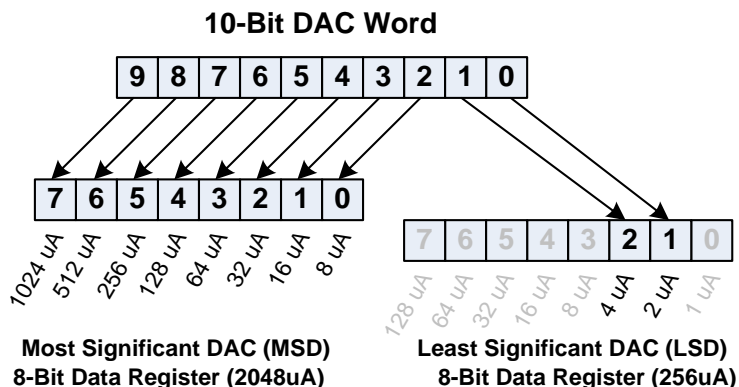 10-Bit DAC Word
9 8 7 6 5 4 3 2 1 0
7 6 5 4 3 2 1 0
1024 uA 512 uA 256 uA 128 uA 64 uA 32 uA 16 uA 8 uA
7 6 5 4 3 2 1 0
128 uA 64 uA 32 uA 16 uA 8 uA 4 uA 2 uA 1 uA
Most Significant DAC (MSD)
8-Bit Data Register (2048uA)
Least Significant DAC (LSD)
8-Bit Data Register (256uA)